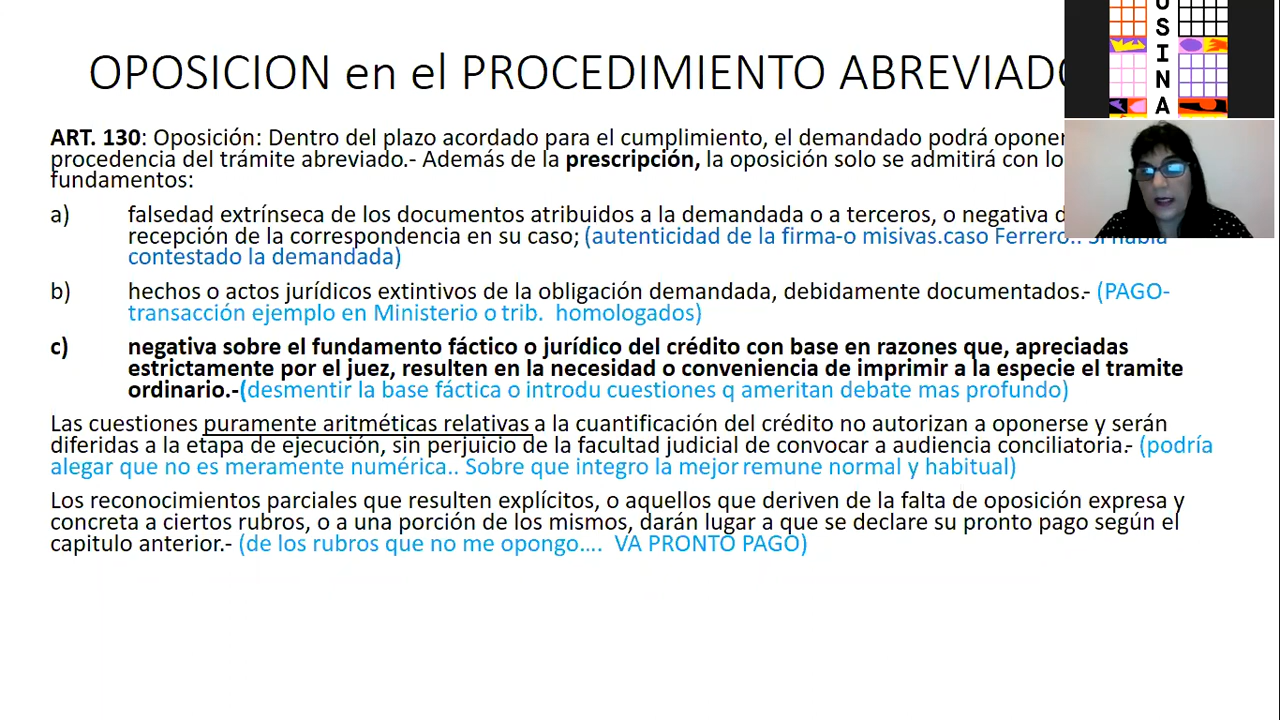 OPOSICION en el PROCEDIMIENTO ABREVIADO
USINA
ART. 130: Oposición: Dentro del plazo acordado para el cumplimiento, el demandado podrá oponer
procedencia del trámite abreviado.- Además de la prescripción, la oposición solo se admitirá con lo
fundamentos:
a) falsedad extrínseca de los documentos atribuidos a la demandada o a terceros, o negativa d
recepción de la correspondencia en su caso; (autenticidad de la firma-o misivas.caso Ferrero.. Si había
contestado la demandada)
b) hechos o actos jurídicos extintivos de la obligación demandada, debidamente documentados.- (PAGO-
transacción ejemplo en Ministerio o trib. homologados)
c) negativa sobre el fundamento fáctico o jurídico del crédito con base en razones que, apreciadas
estrictamente por el juez, resulten en la necesidad o conveniencia de imprimir a la especie el tramite
ordinario.-(desmentir la base fáctica o introdu cuestiones q ameritan debate mas profundo)
Las cuestiones puramente aritméticas relativas a la cuantificación del crédito no autorizan a oponerse y serán
diferidas a la etapa de ejecución, sin perjuicio de la facultad judicial de convocar a audiencia conciliatoria.- (podría
alegar que no es meramente numérica.. Sobre que integro la mejor remune normal y habitual)
Los reconocimientos parciales que resulten explícitos, o aquellos que deriven de la falta de oposición expresa y
concreta a ciertos rubros, o a una porción de los mismos, darán lugar a que se declare su pronto pago según el
capitulo anterior.- (de los rubros que no me opongo.... VA PRONTO PAGO)